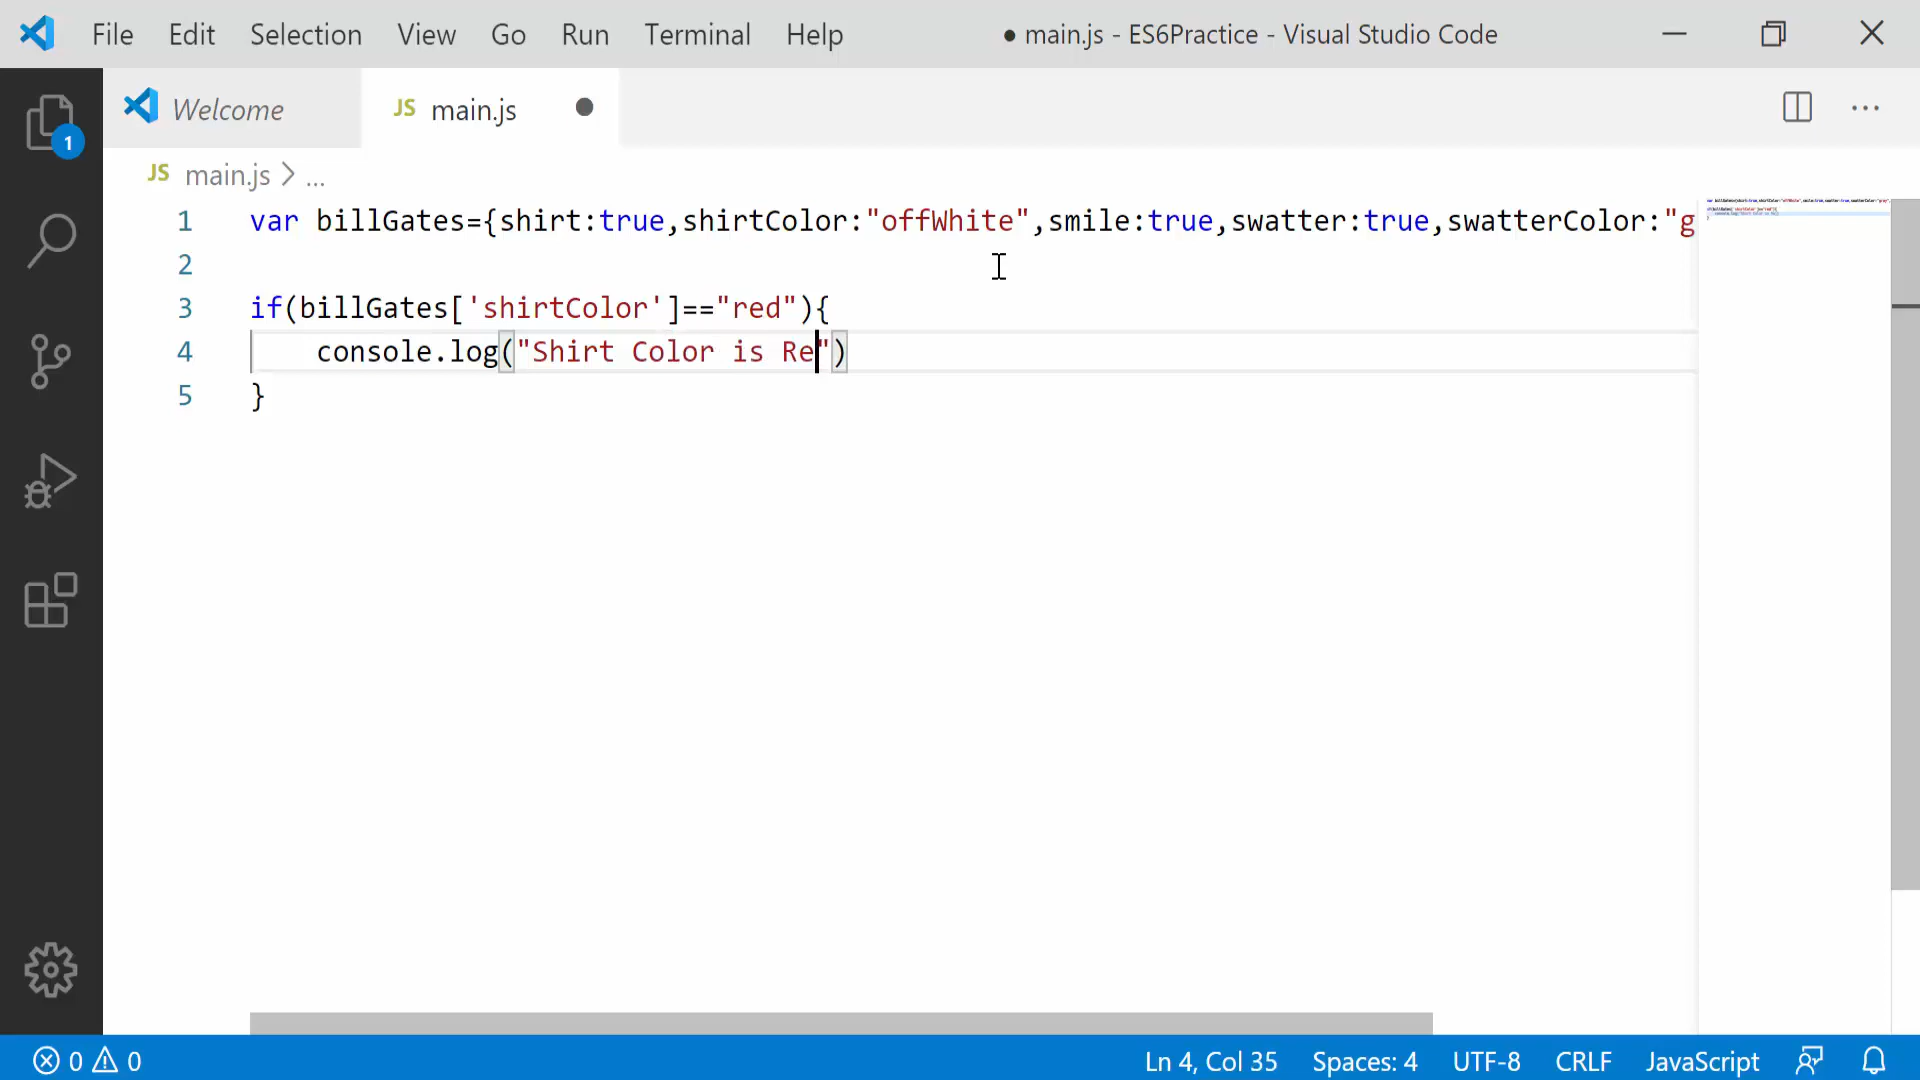 File Edit Selection View Go Run Terminal Help ● main.js - ES6Practice - Visual Studio Code
Welcome JS main.js
1
JS main.js > ...
1 var billGates={shirt:true,shirtColor:"offWhite",smile:true,swatter:true,swatterColor:"g
2
3 if(billGates['shirtColor']=="red"){
4 console.log("Shirt Color is Re")
5 }
0 0 Ln 4, Col 35 Spaces: 4 UTF-8 CRLF JavaScript